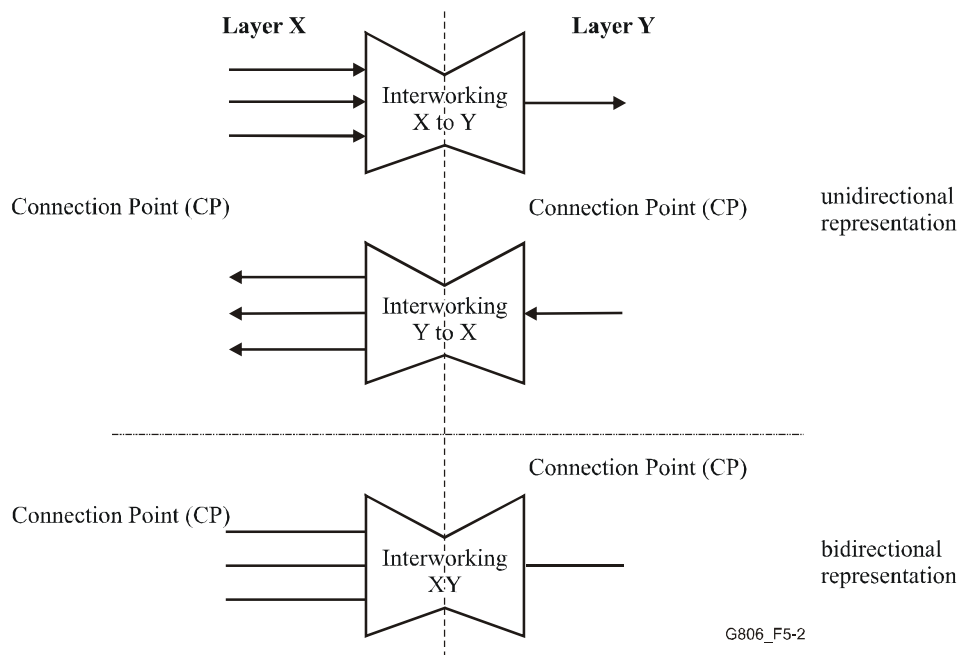 Layer X
Layer Y
Interworking
X to Y
Connection Point (CP)
Connection Point (CP)
unidirectional
representation
Interworking
Y to X
Connection Point (CP)
Connection Point (CP)
Interworking
XY
bidirectional
representation
G806_F5-2